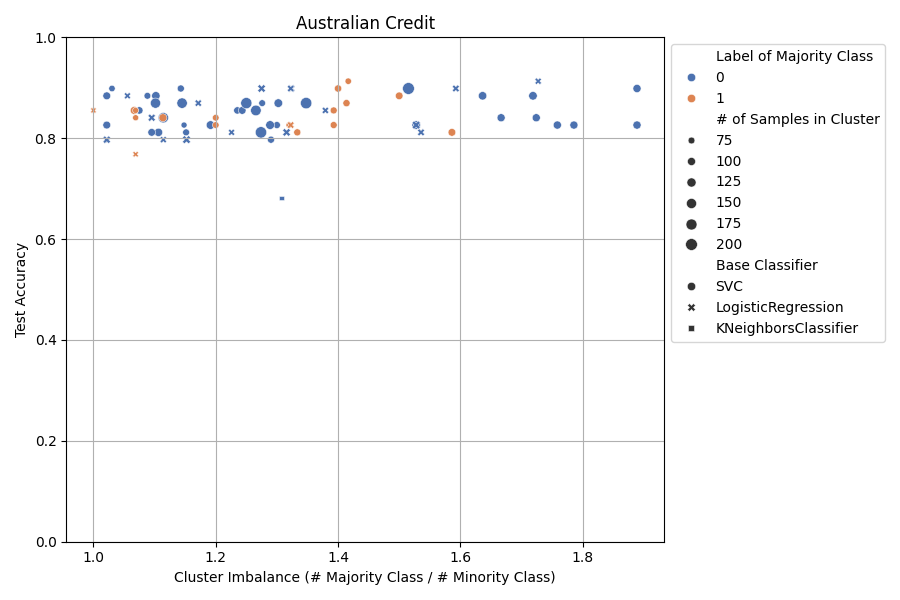 Australian Credit
Test Accuracy
1.0
0.8
0.6
0.4
0.2
0.0
1.0
1.2
1.4
1.6
1.8
Cluster Imbalance (# Majority Class / # Minority Class)
Label of Majority Class
0
1
# of Samples in Cluster
75
100
125
150
175
200
Base Classifier
SVC
LogisticRegression
KNeighborsClassifier